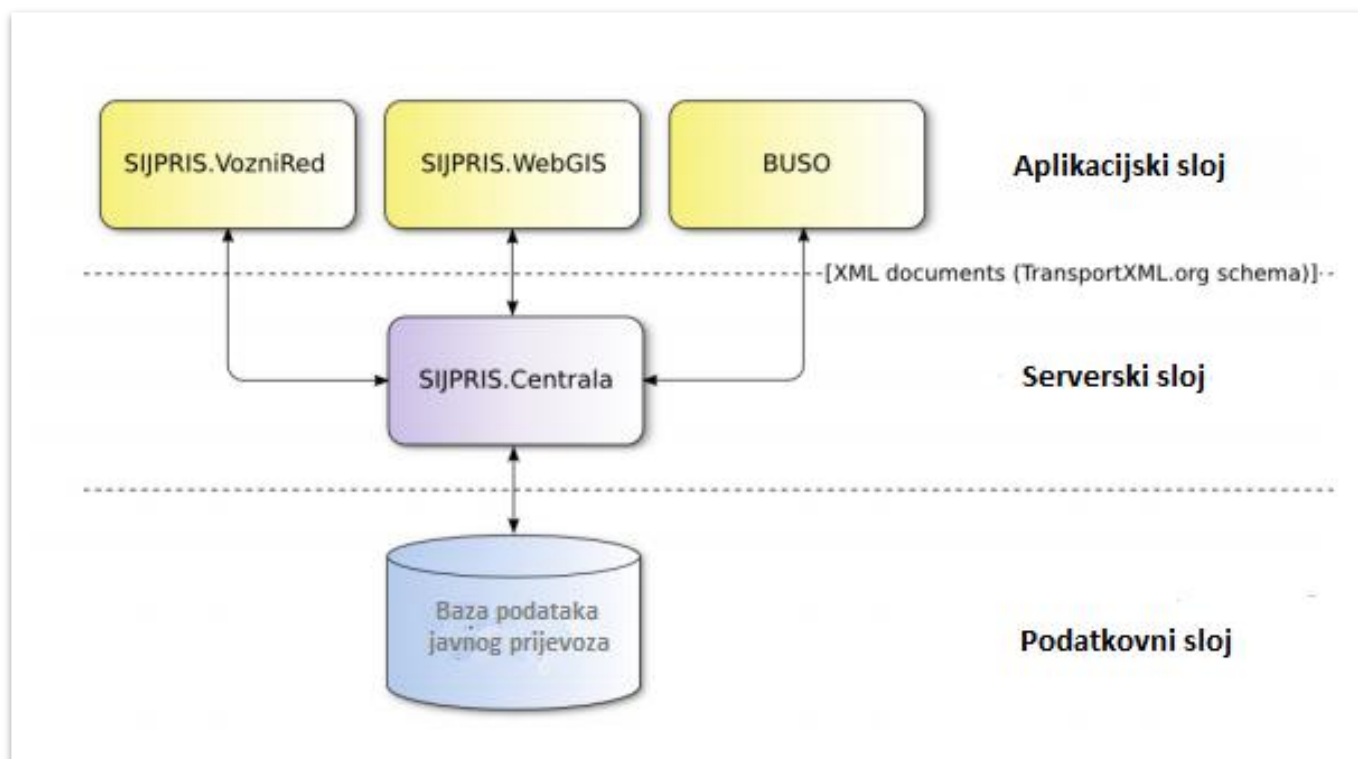 SIJPRIS.VozniRed
SIJPRIS.WebGIS
BUSO
Aplikacijski sloj
[XML documents (TransportXML.org schema)]
SIJPRIS.Centrala
Serverski sloj
Baza podataka
javnog prijevoza
Podatkovni sloj